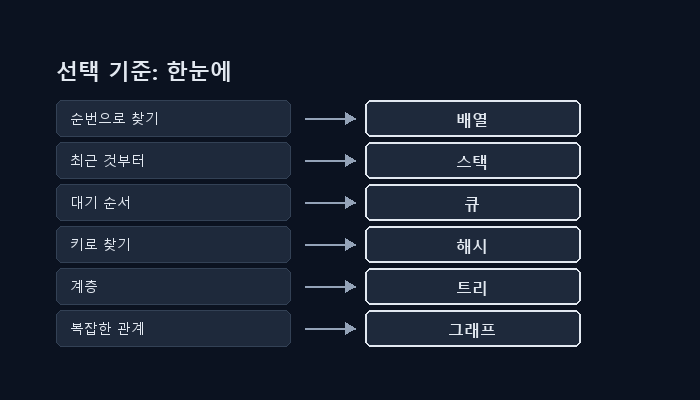 선택 기준: 한눈에
순번으로 찾기
배열
최근 것부터
스택
대기 순서
큐
키로 찾기
해시
계층
트리
복잡한 관계
그래프